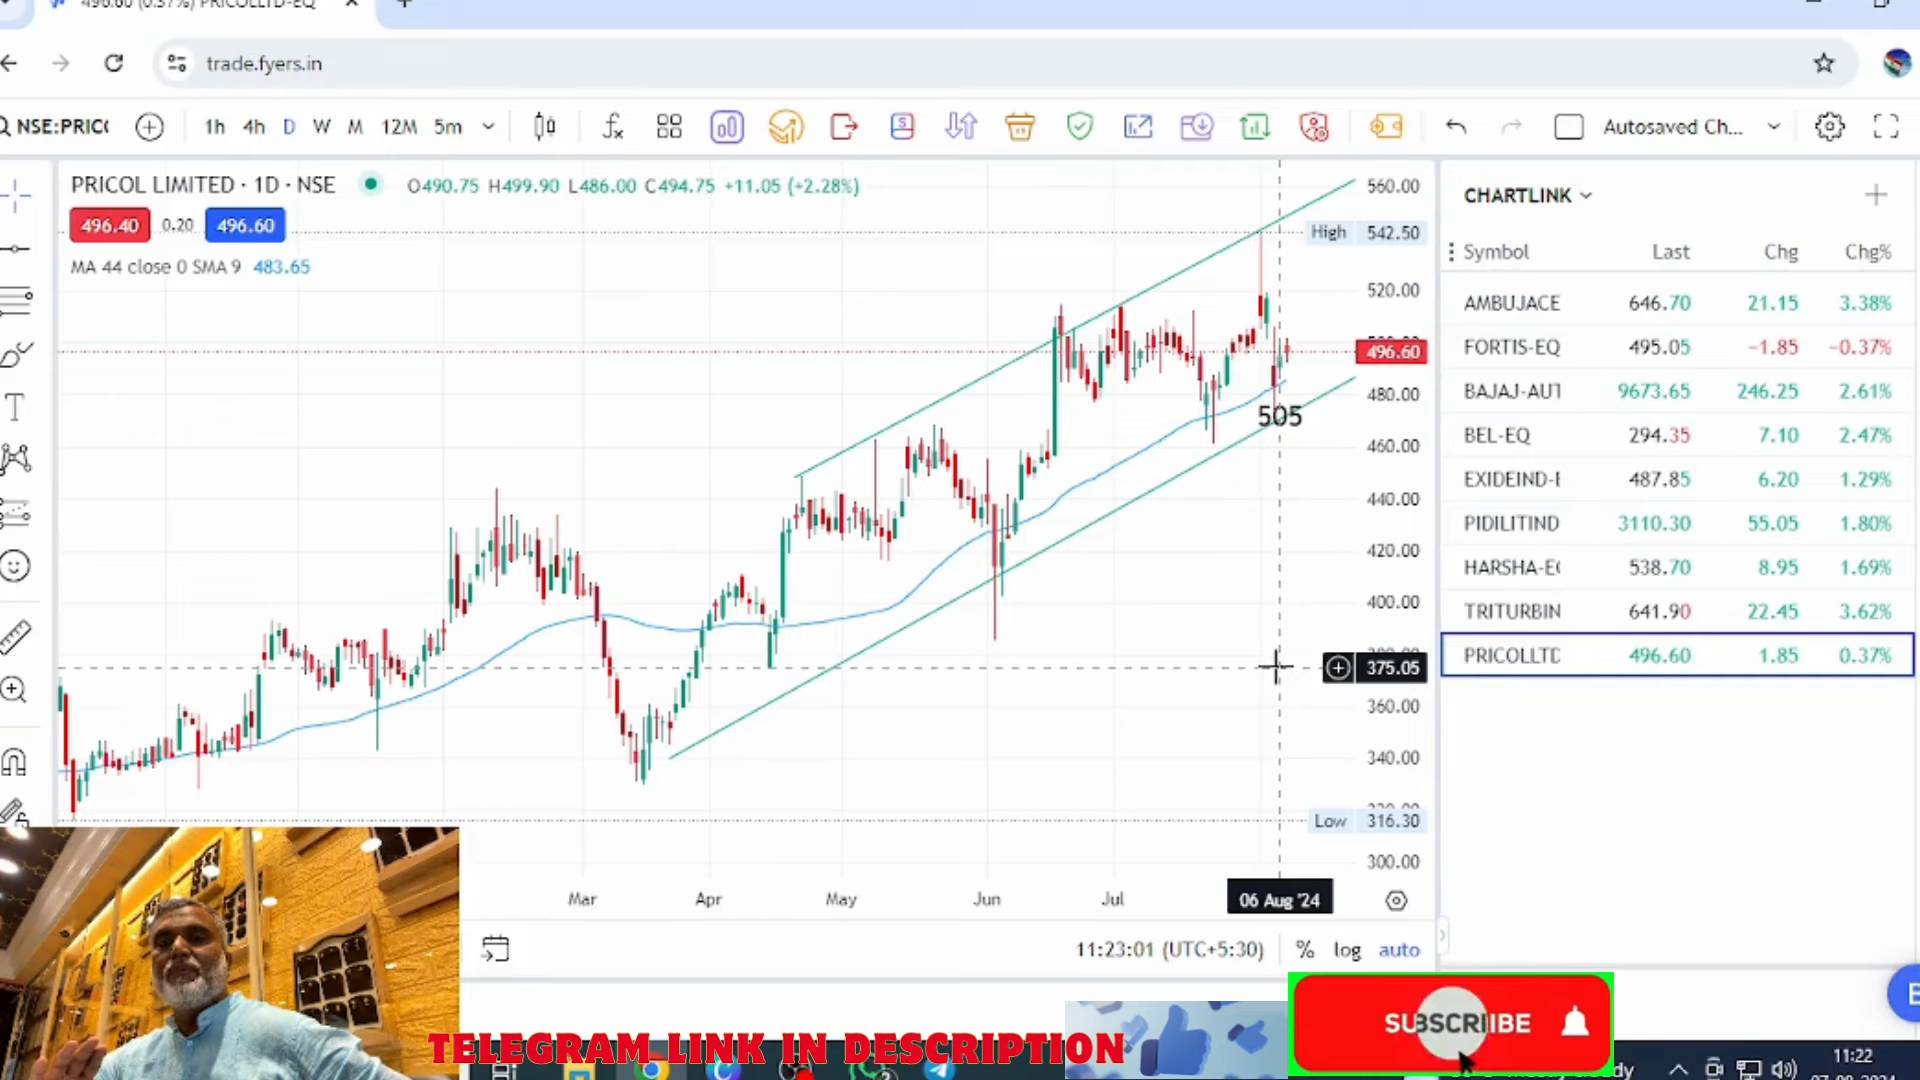 496.60 (0.37%) PRICOLLTD-EQ
trade.fyers.in
NSE:PRIC
1h 4h D W M 12M 5m
Autosaved Ch...
PRICOL LIMITED · 1D · NSE
O490.75 H499.90 L486.00 C494.75 +11.05 (+2.28%)
496.40 0.20 496.60
MA 44 close 0 SMA 9 483.65
560.00
High 542.50
520.00
496.60
480.00
505
460.00
440.00
420.00
400.00
375.05
360.00
340.00
Low 316.30
300.00
Mar Apr May Jun Jul 06 Aug '24
11:23:01 (UTC+5:30) % log auto
CHARTLINK
Symbol Last Chg Chg%
AMBUJACE 646.70 21.15 3.38%
FORTIS-EQ 495.05 −1.85 −0.37%
BAJAJ-AUT 9673.65 246.25 2.61%
BEL-EQ 294.35 7.10 2.47%
EXIDEIND-E 487.85 6.20 1.29%
PIDILITIND 3110.30 55.05 1.80%
HARSHA-EQ 538.70 8.95 1.69%
TRITURBIN 641.90 22.45 3.62%
PRICOLLTD 496.60 1.85 0.37%
TELEGRAM LINK IN DESCRIPTION
SUBSCRIBE
11:22